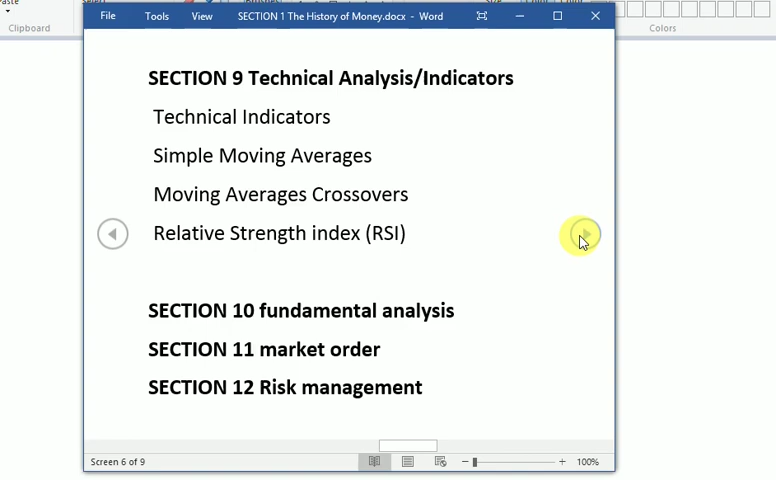 File Tools View SECTION 1 The History of Money.docx - Word
Clipboard
Colors
SECTION 9 Technical Analysis/Indicators
Technical Indicators
Simple Moving Averages
Moving Averages Crossovers
Relative Strength index (RSI)
SECTION 10 fundamental analysis
SECTION 11 market order
SECTION 12 Risk management
Screen 6 of 9
100%